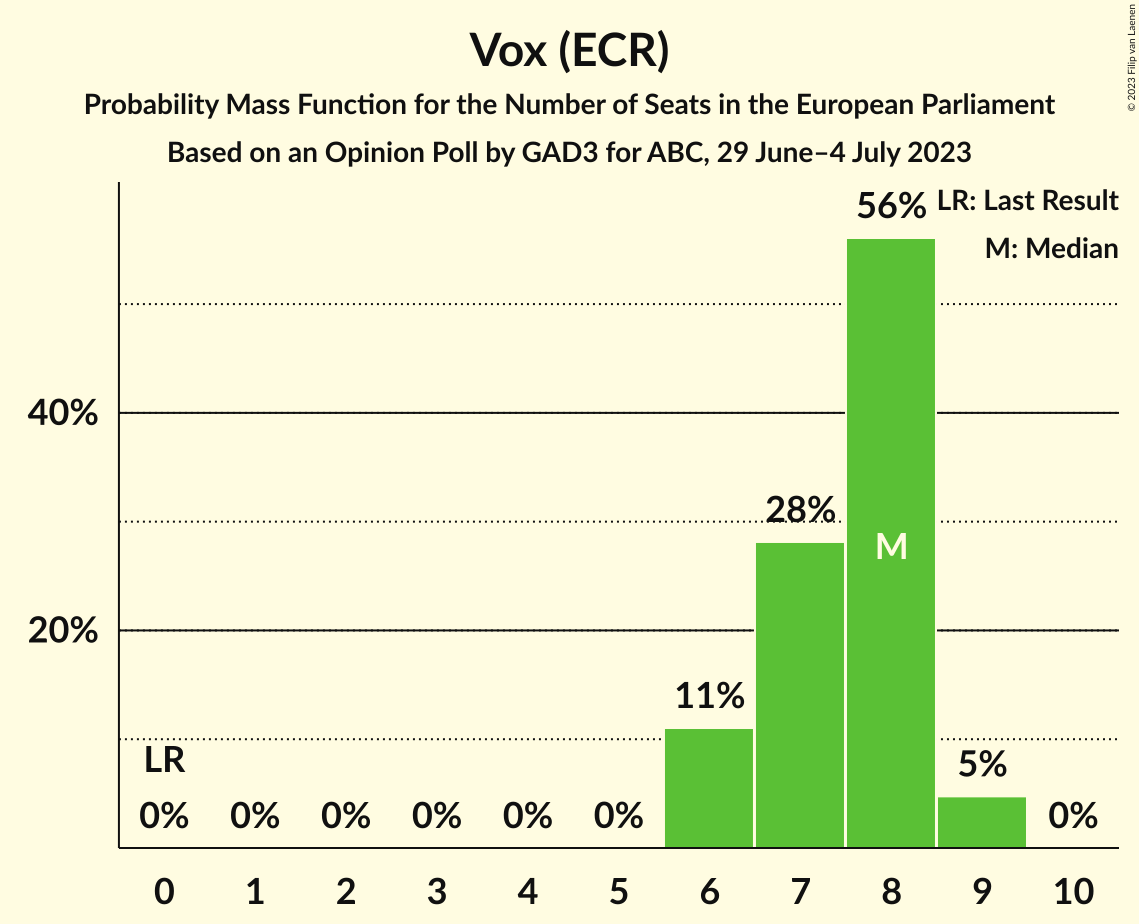 Vox (ECR)
Probability Mass Function for the Number of Seats in the European Parliament
Based on an Opinion Poll by GAD3 for ABC, 29 June–4 July 2023
© 2023 Filip van Laenen
LR: Last Result
M: Median
56%
40%
28%
M
20%
11%
LR
5%
0% 0% 0% 0% 0% 0% 0%
0 1 2 3 4 5 6 7 8 9 10